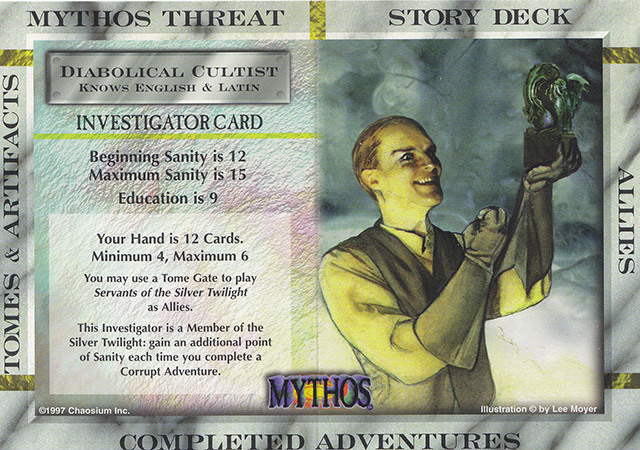 MYTHOS THREAT
STORY DECK
DIABOLICAL CULTIST
KNOWS ENGLISH & LATIN
INVESTIGATOR CARD
Beginning Sanity is 12
Maximum Sanity is 15
Education is 9
Your Hand is 12 Cards.
Minimum 4, Maximum 6
You may use a Tome Gate to play
Servants of the Silver Twilight
as Allies.
This Investigator is a Member of the
Silver Twilight: gain an additional point
of Sanity each time you complete a
Corrupt Adventure.
MYTHOS
©1997 Chaosium Inc.
Illustration © by Lee Moyer
TOMES & ARTIFACTS
ALLIES
COMPLETED ADVENTURES